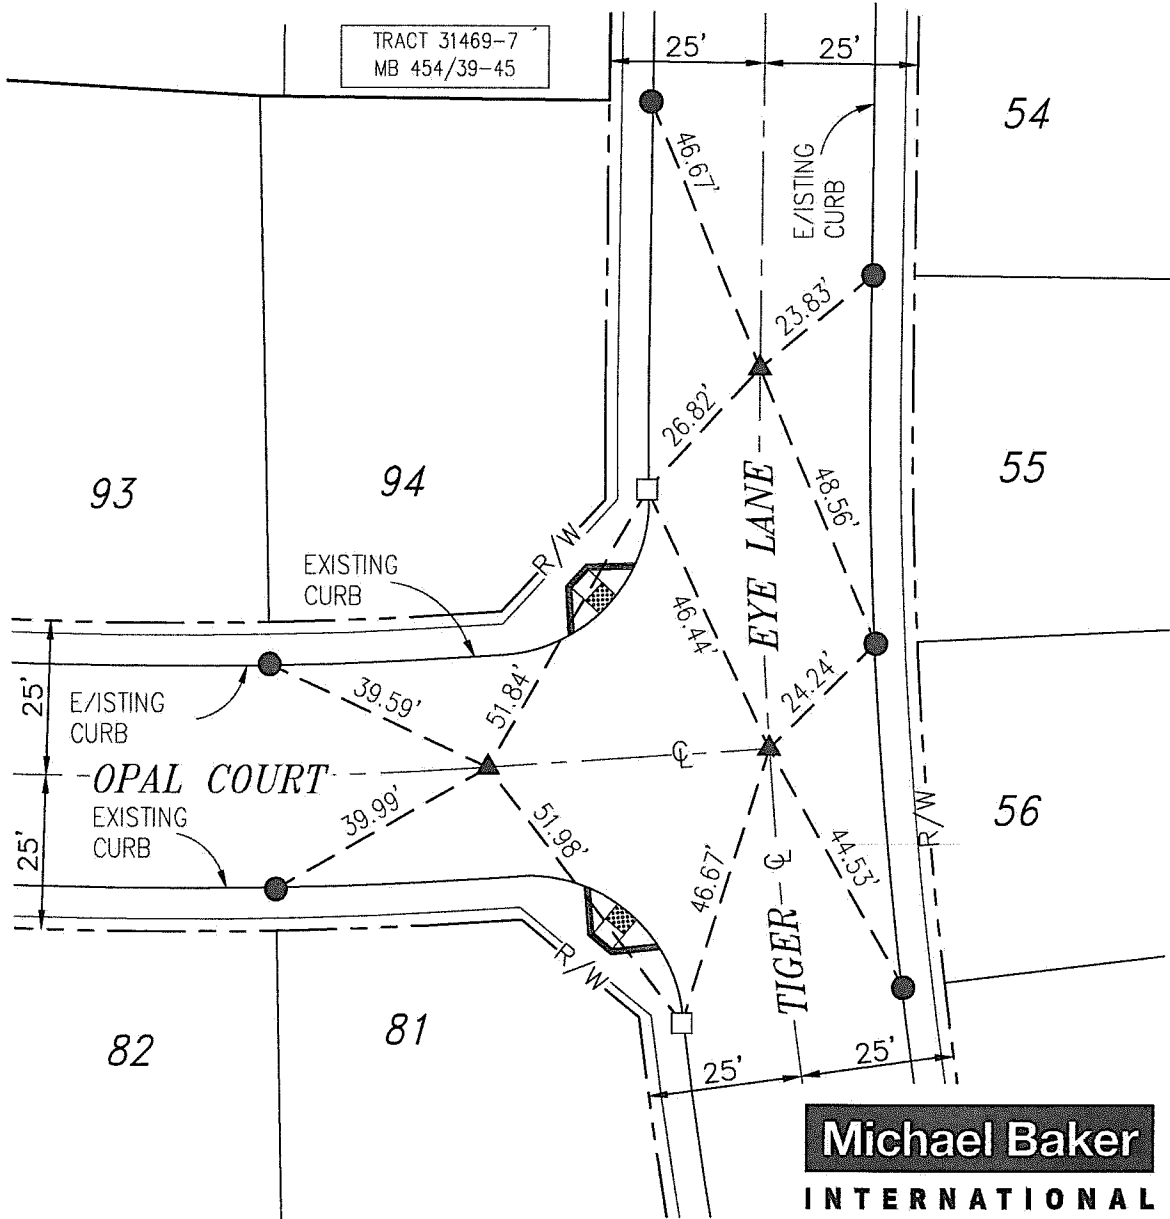 TRACT 31469-7
MB 454/39-45
25'
25'
54
46.67'
E/ISTING
CURB
23.83'
26.82'
93
94
55
48.56'
R/W
EXISTING
CURB
EYE LANE
46.44'
25'
39.59'
51.84'
24.24'
E/ISTING
CURB
OPAL COURT
CL
EXISTING
CURB
39.99'
51.98'
R/W
56
25'
46.67'
CL
44.53'
R/W
TIGER
82
81
25'
25'
Michael Baker
INTERNATIONAL